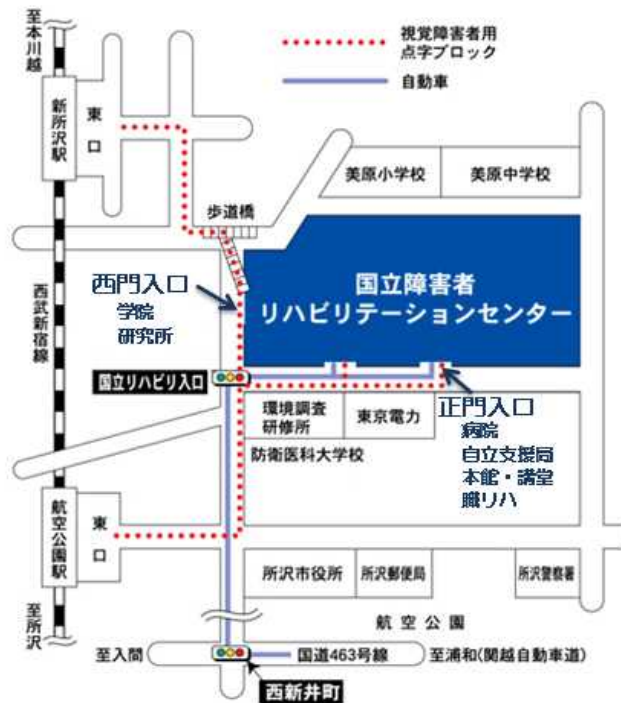 視覚障害者用
点字ブロック
自動車
至本川越
新所沢駅
東口
美原小学校
美原中学校
歩道橋
国立障害者
リハビリテーションセンター
西門入口
学院
研究所
西武新宿線
国立リハビリ入口
環境調査
研修所
東京電力
正門入口
病院
自立支援局
本館・講堂
職リハ
防衛医科大学校
航空公園駅
東口
所沢市役所
所沢郵便局
所沢警察署
至所沢
航空公園
至入間
国道463号線
至浦和(関越自動車道)
西新井町